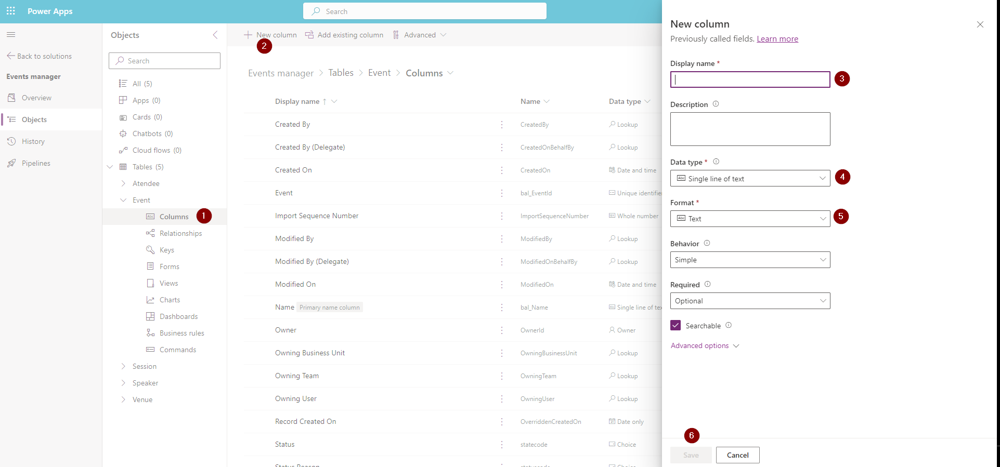 Power Apps
Search
Back to solutions
Events manager
Overview
Objects
History
Pipelines
Objects
Search
All (5)
Apps (0)
Cards (0)
Chatbots (0)
Cloud flows (0)
Tables (5)
Atendee
Event
Abc Columns 1
Relationships
Keys
Forms
Views
Charts
Dashboards
Business rules
Commands
Session
Speaker
Venue
New column Add existing column Advanced
2
Events manager > Tables > Event > Columns
Display name ↑ Name Data type
Created By CreatedBy Lookup
Created By (Delegate) CreatedOnBehalfBy Lookup
Created On CreatedOn Date and time
Event bal_EventId Unique identifie
Import Sequence Number ImportSequenceNumber Whole number
Modified By ModifiedBy Lookup
Modified By (Delegate) ModifiedOnBehalfBy Lookup
Modified On ModifiedOn Date and time
Name Primary name column bal_Name Single line of tex
Owner OwnerId Owner
Owning Business Unit OwningBusinessUnit Lookup
Owning Team OwningTeam Lookup
Owning User OwningUser Lookup
Record Created On OverriddenCreatedOn Date only
Status statecode Choice
Status Reason statuscode Choice
New column
Previously called fields. Learn more
Display name *
3
Description
Data type *
Abc Single line of text 4
Format *
Abc Text 5
Behavior
Simple
Required
Optional
Searchable
Advanced options
6
Save Cancel